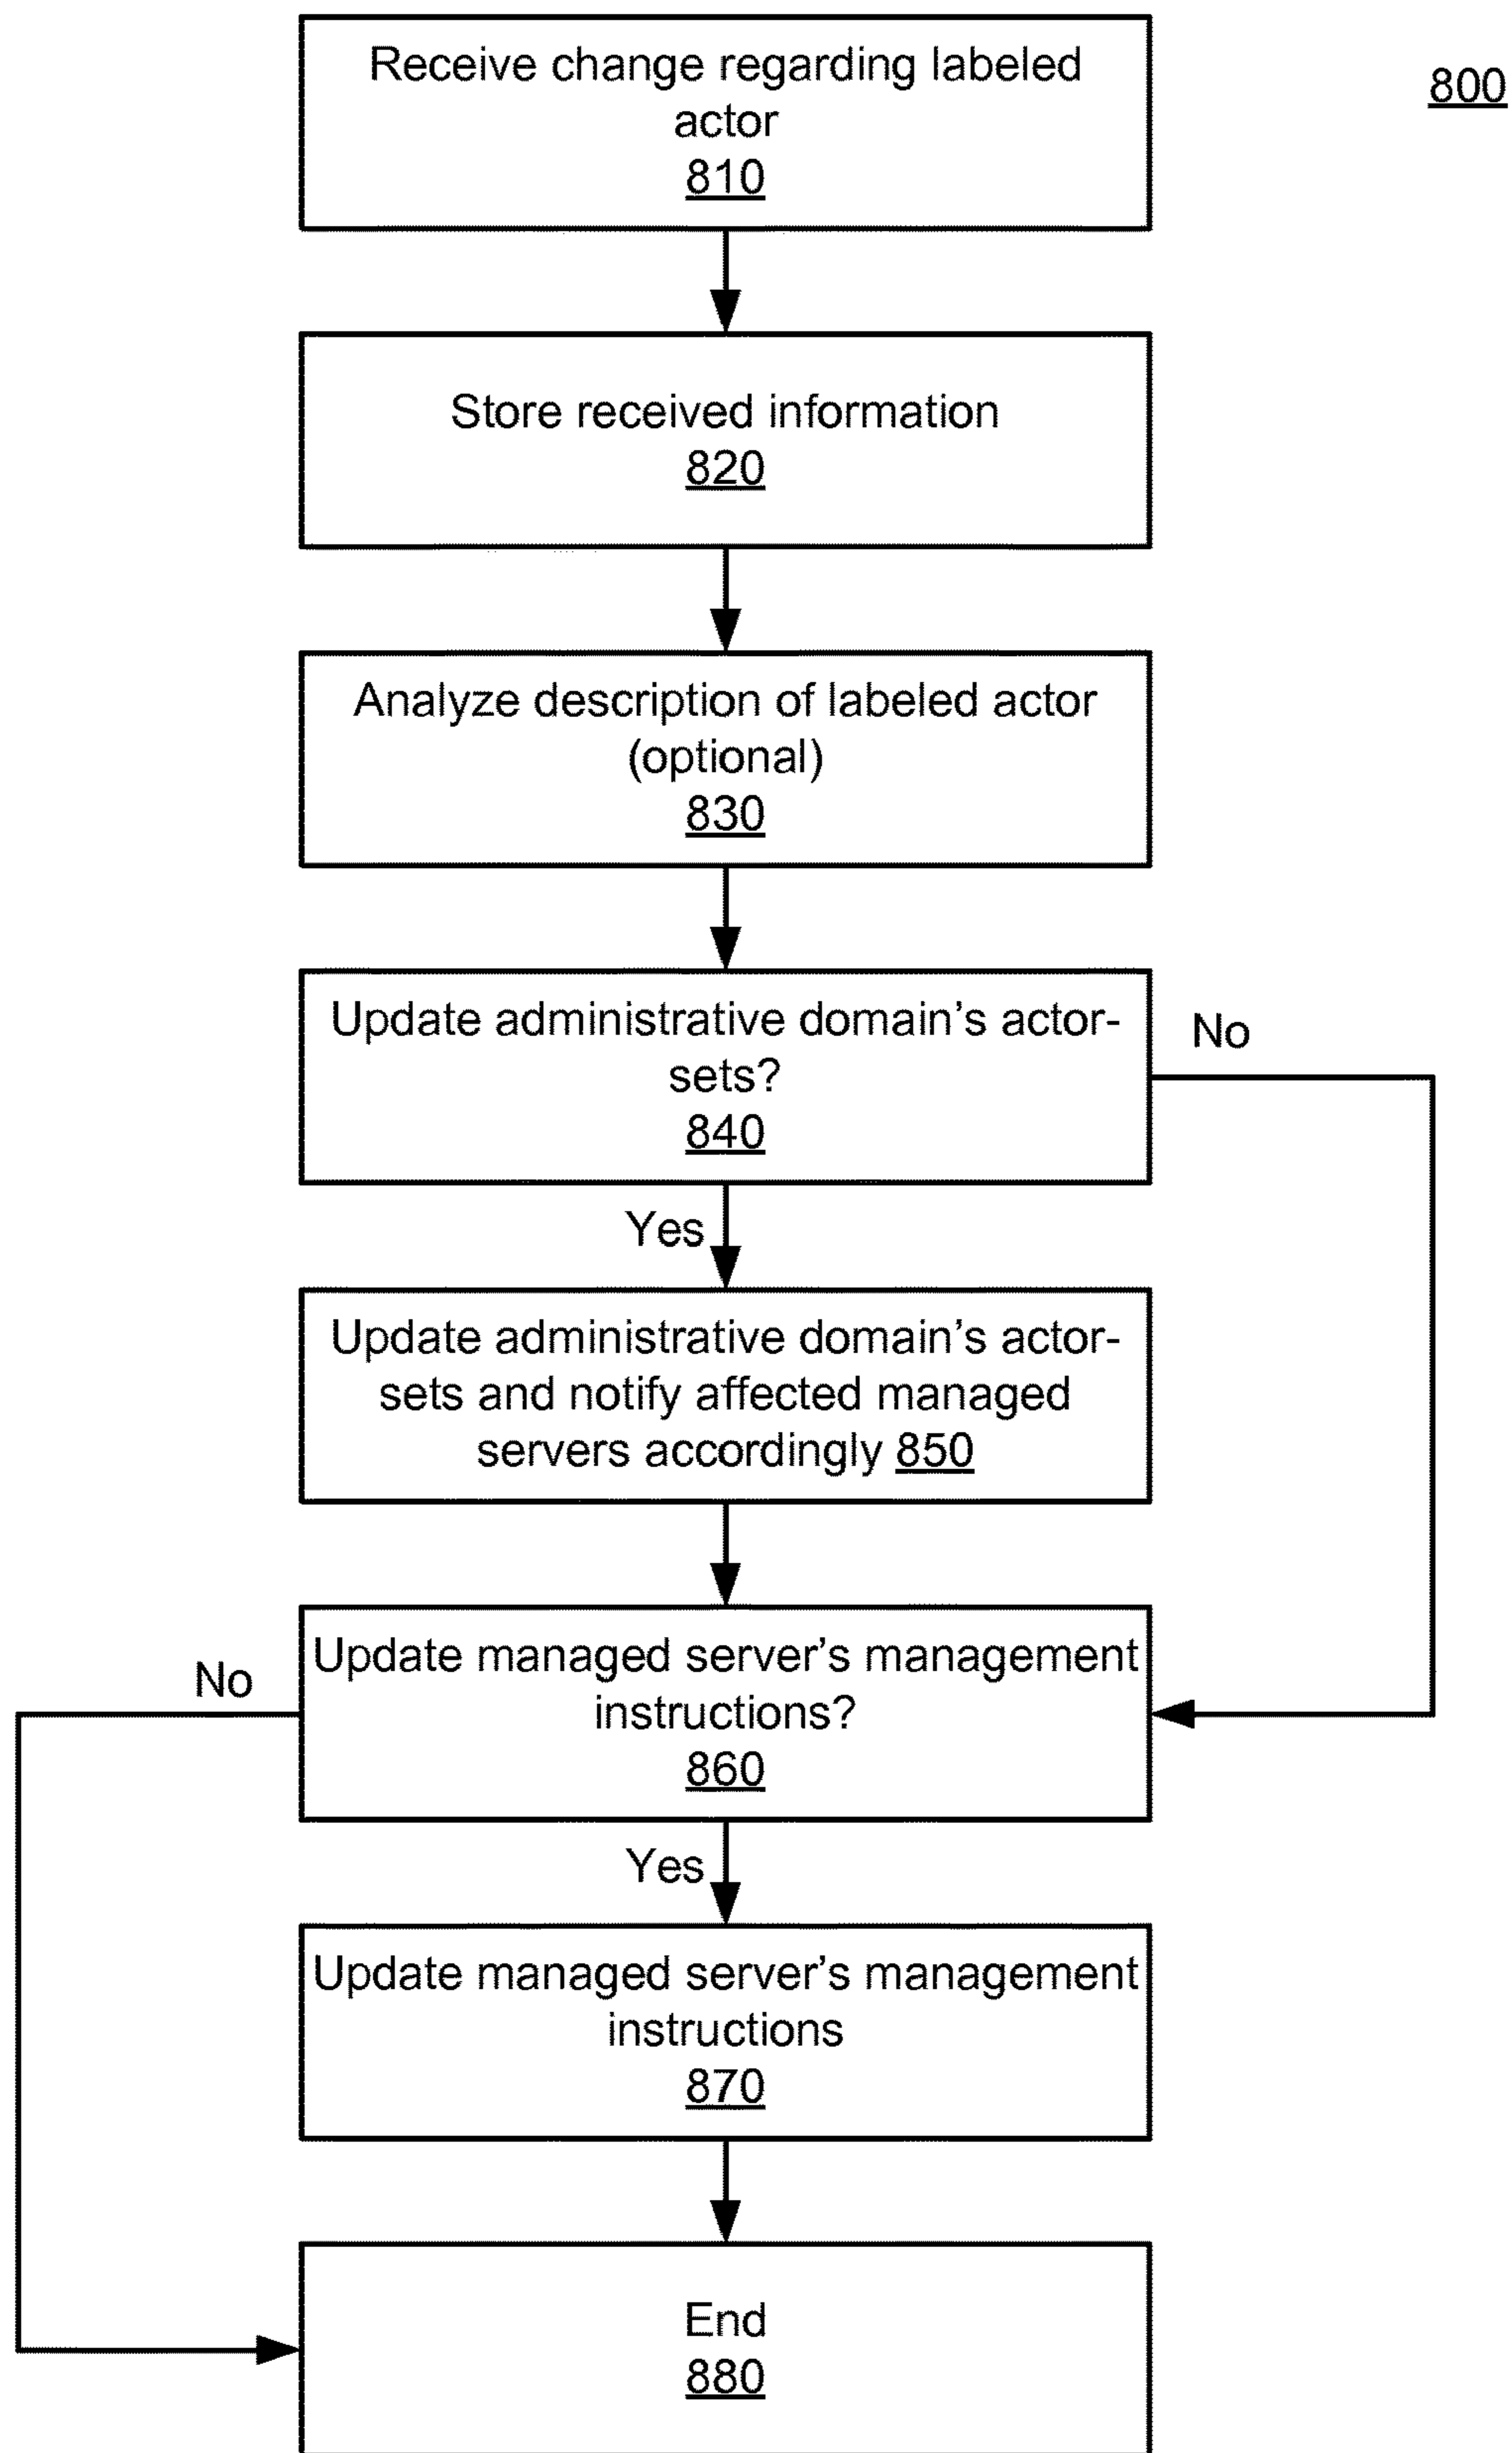 Receive change regarding labeled
actor
810
800
Store received information
820
Analyze description of labeled actor
(optional)
830
Update administrative domain’s actor-
sets?
840
No
Yes
Update administrative domain’s actor-
sets and notify affected managed
servers accordingly 850
Update managed server’s management
instructions?
860
No
Yes
Update managed server’s management
instructions
870
End
880